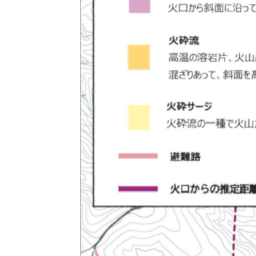 火口から斜面に沿って
火砕流
高温の溶岩片、火山
混ざりあって、斜面を
火砕サージ
火砕流の一種で火山
避難路
火口からの推定距